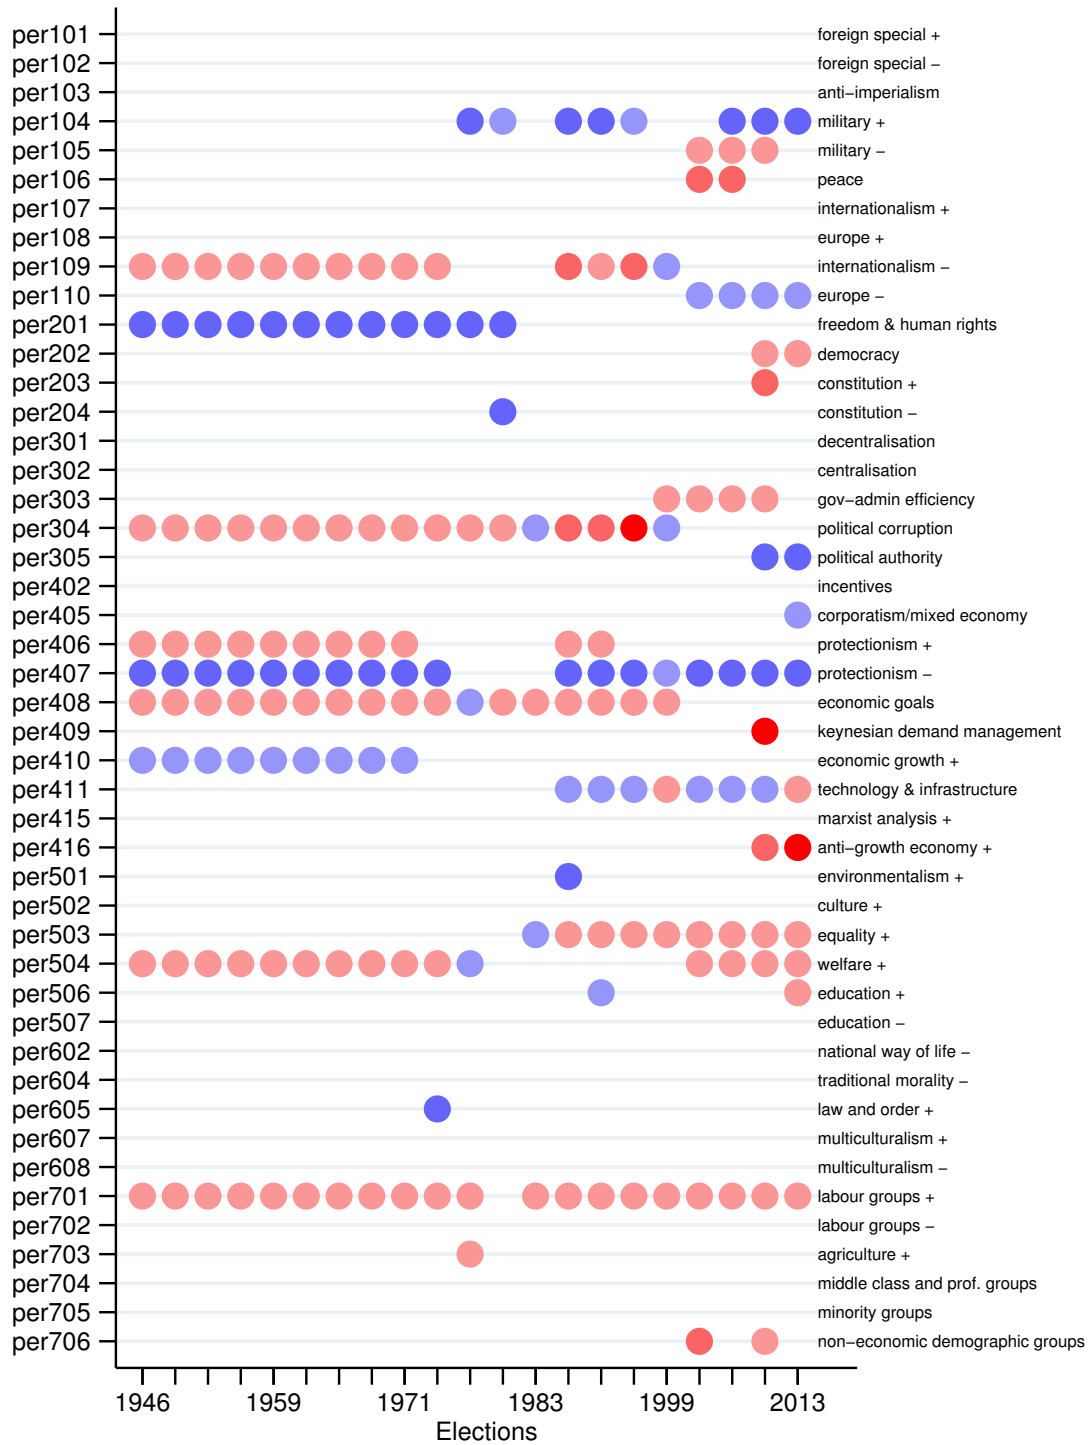 per101 foreign special +
per102 foreign special −
per103 anti−imperialism
per104 military +
per105 military −
per106 peace
per107 internationalism +
per108 europe +
per109 internationalism −
per110 europe −
per201 freedom & human rights
per202 democracy
per203 constitution +
per204 constitution −
per301 decentralisation
per302 centralisation
per303 gov−admin efficiency
per304 political corruption
per305 political authority
per402 incentives
per405 corporatism/mixed economy
per406 protectionism +
per407 protectionism −
per408 economic goals
per409 keynesian demand management
per410 economic growth +
per411 technology & infrastructure
per415 marxist analysis +
per416 anti−growth economy +
per501 environmentalism +
per502 culture +
per503 equality +
per504 welfare +
per506 education +
per507 education −
per602 national way of life −
per604 traditional morality −
per605 law and order +
per607 multiculturalism +
per608 multiculturalism −
per701 labour groups +
per702 labour groups −
per703 agriculture +
per704 middle class and prof. groups
per705 minority groups
per706 non−economic demographic groups
1946 1959 1971 1983 1999 2013
Elections